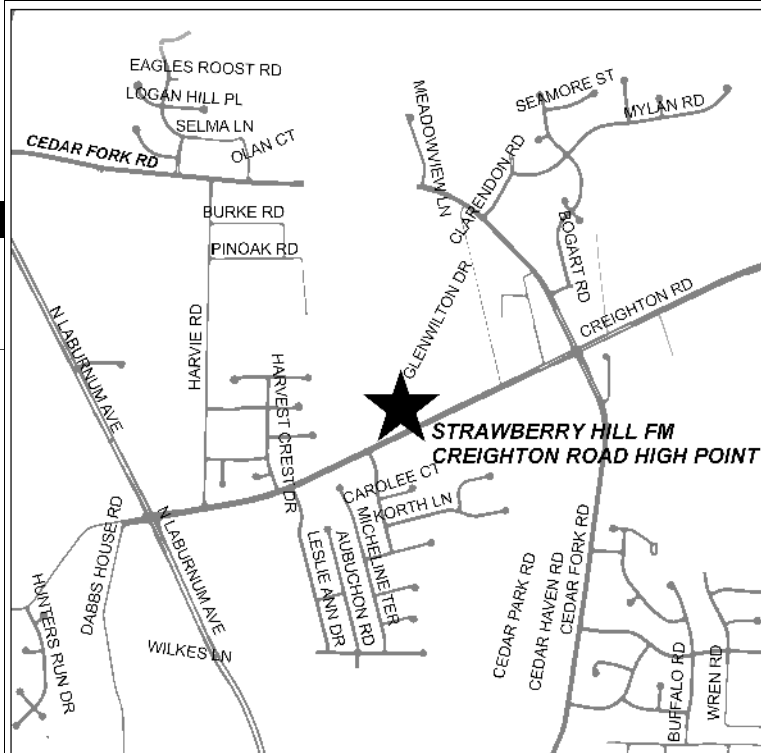 EAGLES ROOST RD
LOGAN HILL PL
SELMA LN
OLAN CT
CEDAR FORK RD
MEADOWVIEW LN
SEAMORE ST
MYLAN RD
CLARENDON RD
BURKE RD
PINOAK RD
BOGART RD
GLENWILTON DR
CREIGHTON RD
N LABURNUM AVE
HARVIE RD
HARVEST CREST DR
STRAWBERRY HILL FM
CREIGHTON ROAD HIGH POINT
CAROLEE CT
KORTH LN
DABBS HOUSE RD
N LABURNUM AVE
LESLIE ANN DR
AUBUCHON RD
MICHELINE TER
HUNTERS RUN DR
WILKES LN
CEDAR PARK RD
CEDAR HAVEN RD
CEDAR FORK RD
BUFFALO RD
WREN RD